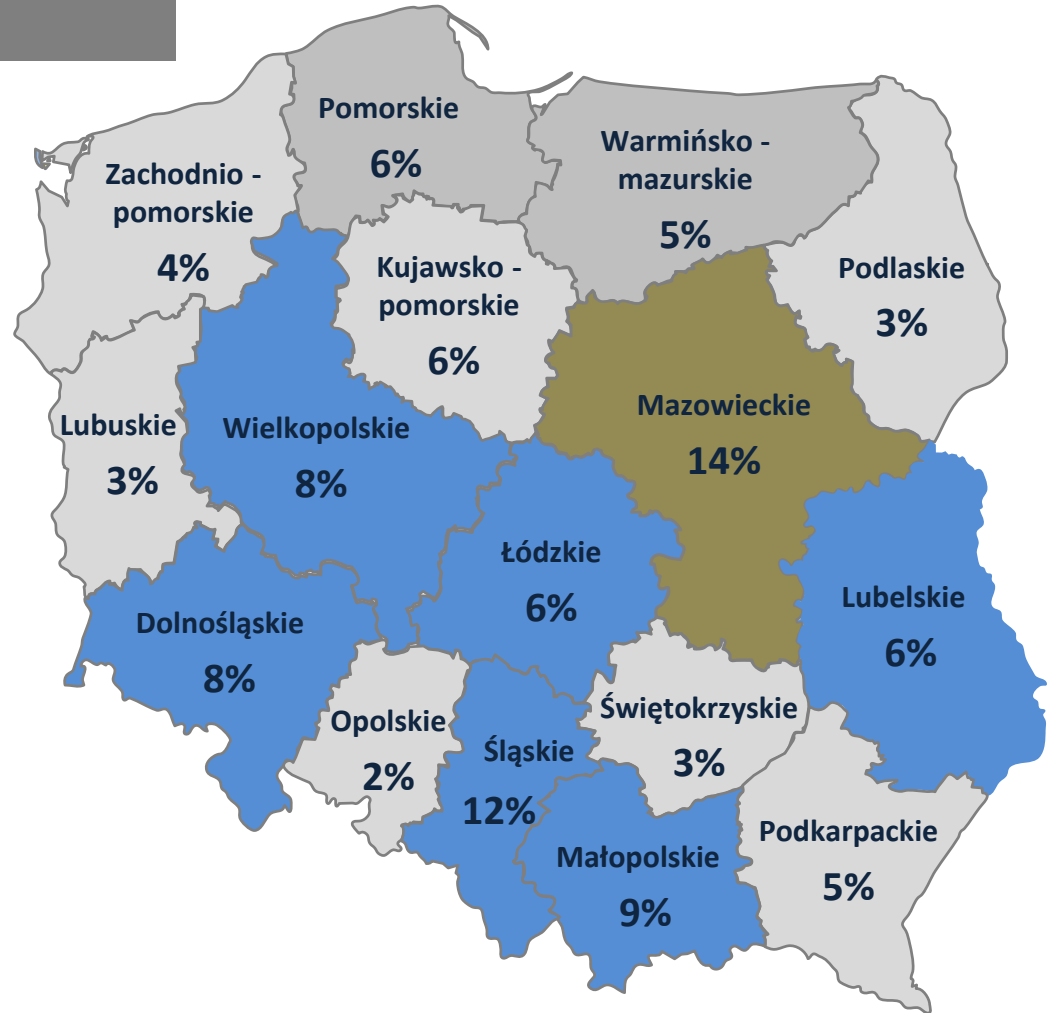 Pomorskie
6%
Warmińsko -
mazurskie
5%
Zachodnio -
pomorskie
4%
Kujawsko -
pomorskie
6%
Podlaskie
3%
Lubuskie
3%
Wielkopolskie
8%
Mazowieckie
14%
Łódzkie
6%
Lubelskie
6%
Dolnośląskie
8%
Opolskie
2%
Śląskie
12%
Świętokrzyskie
3%
Małopolskie
9%
Podkarpackie
5%